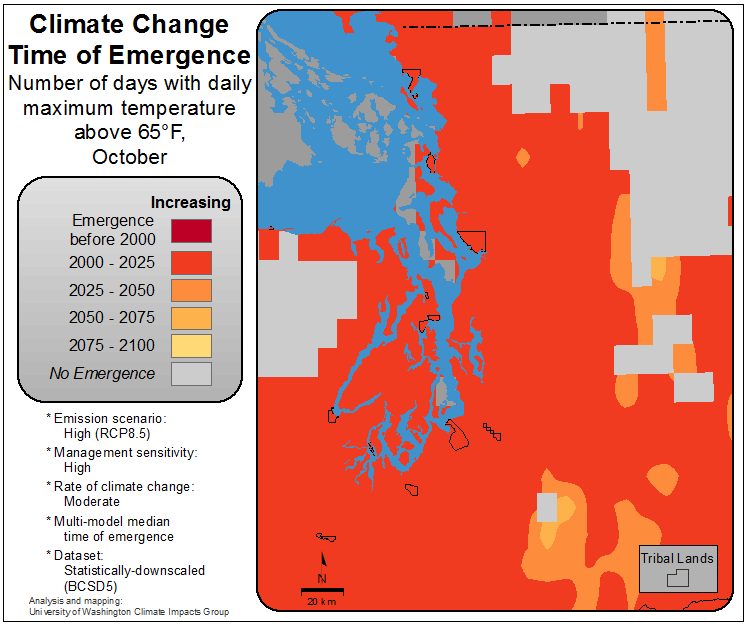 Climate Change
Time of Emergence
Number of days with daily
maximum temperature
above 65°F,
October
Increasing
Emergence
before 2000
2000 - 2025
2025 - 2050
2050 - 2075
2075 - 2100
No Emergence
* Emission scenario:
High (RCP8.5)
* Management sensitivity:
High
* Rate of climate change:
Moderate
* Multi-model median
time of emergence
* Dataset:
Statistically-downscaled
(BCSD5)
Analysis and mapping:
University of Washington Climate Impacts Group
N
20 km
Tribal Lands